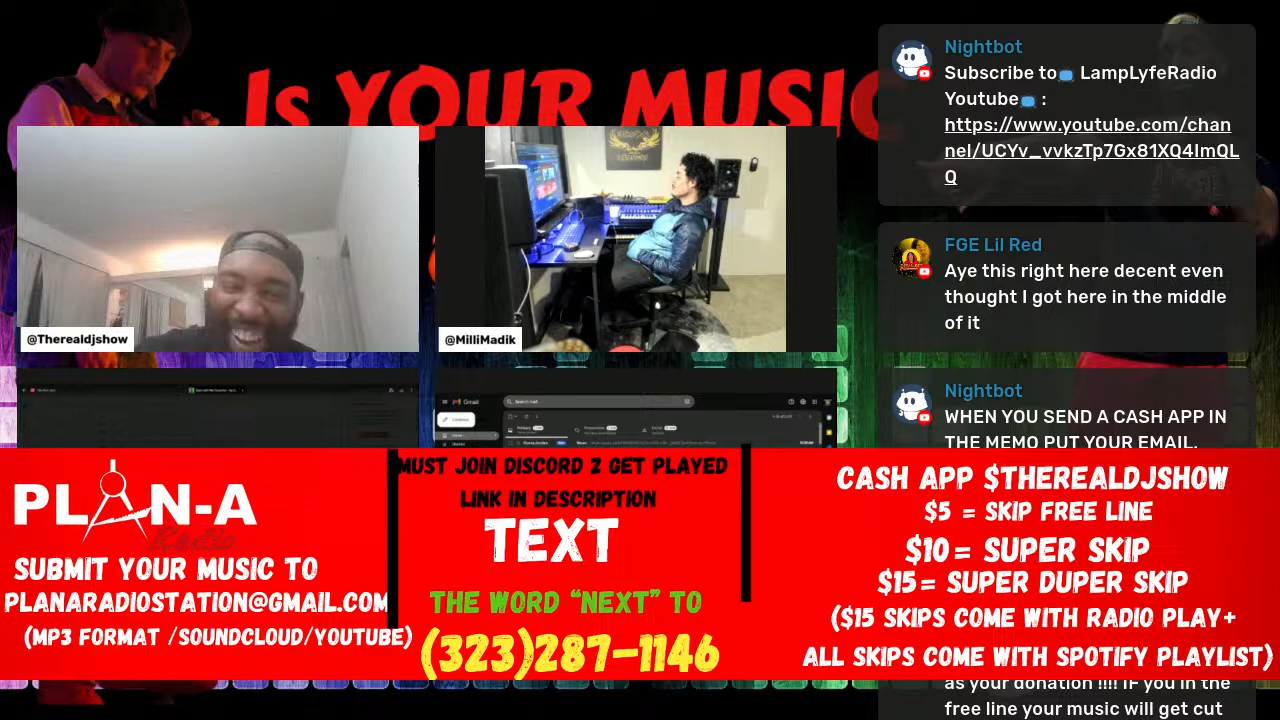 Is YOUR MUSIC
@Therealdjshow
@MilliMadik
Gmail
Search mail
Nightbot
Subscribe to LampLyfeRadio
Youtube :
https://www.youtube.com/chan
nel/UCYv_vvkzTp7Gx81XQ4ImQL
Q
FGE Lil Red
Aye this right here decent even
thought I got here in the middle
of it
Nightbot
WHEN YOU SEND A CASH APP IN
THE MEMO PUT YOUR EMAIL.
PLAN-A
Radio
SUBMIT YOUR MUSIC TO
PLANARADIOSTATION@GMAIL.COM
(MP3 FORMAT /SOUNDCLOUD/YOUTUBE)
MUST JOIN DISCORD 2 GET PLAYED
LINK IN DESCRIPTION
TEXT
THE WORD “NEXT” TO
(323)287-1146
CASH APP $THEREALDJSHOW
$5 = SKIP FREE LINE
$10= SUPER SKIP
$15= SUPER DUPER SKIP
($15 SKIPS COME WITH RADIO PLAY+
ALL SKIPS COME WITH SPOTIFY PLAYLIST)
as your donation !!!! IF you in the
free line your music will get cut